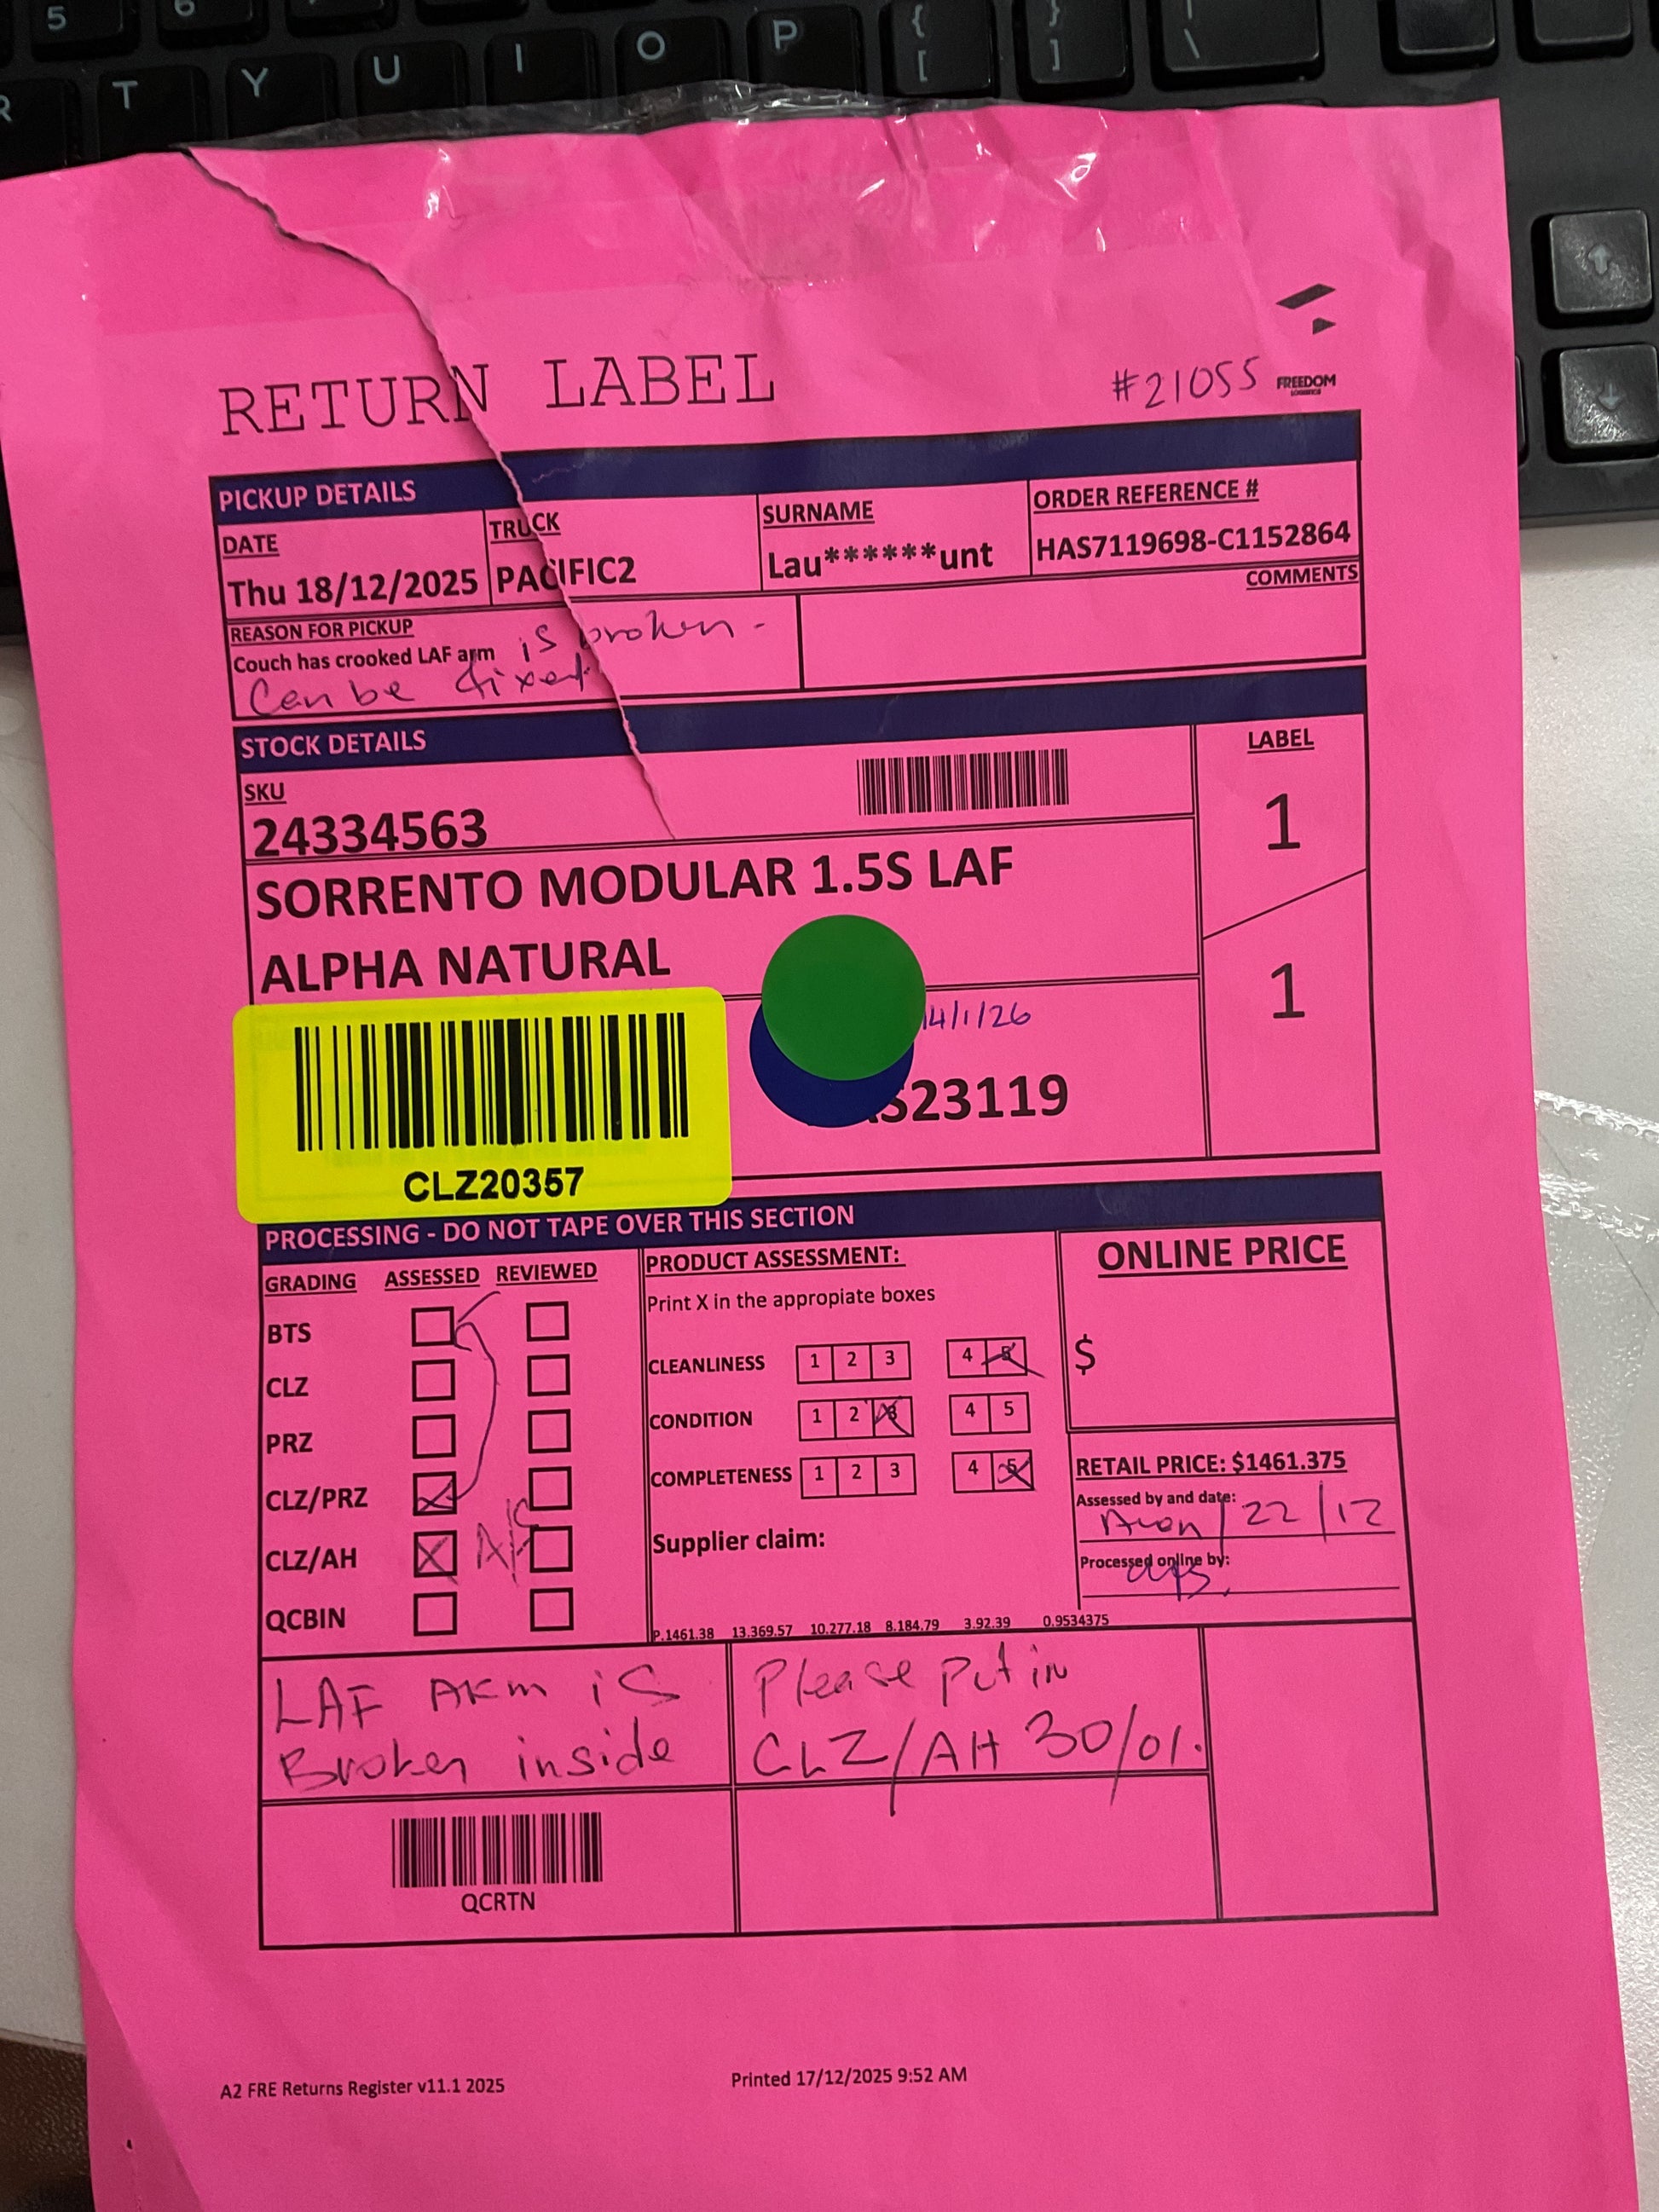 5 6
R T Y U I O P { [ } ] | \
RETURN LABEL
#21055
FREEDOM
LOGISTICS
PICKUP DETAILS
DATE TRUCK SURNAME ORDER REFERENCE #
Thu 18/12/2025 PACIFIC2 Lau******unt HAS7119698-C1152864
REASON FOR PICKUP COMMENTS
Couch has crooked LAF arm is broken -
Can be fixed
STOCK DETAILS
SKU
24334563
LABEL
1
SORRENTO MODULAR 1.5S LAF
ALPHA NATURAL
1
14/1/26
S23119
CLZ20357
PROCESSING - DO NOT TAPE OVER THIS SECTION
GRADING ASSESSED REVIEWED
BTS
CLZ
PRZ
CLZ/PRZ
CLZ/AH
QCBIN
PRODUCT ASSESSMENT:
Print X in the appropiate boxes
CLEANLINESS 1 2 3 4 5
CONDITION 1 2 3 4 5
COMPLETENESS 1 2 3 4 5
Supplier claim:
P.1461.38 13.369.57 10.277.18 8.184.79 3.92.39 0.9534375
ONLINE PRICE
$
RETAIL PRICE: $1461.375
Assessed by and date:
22/12
Processed online by:
LAF ARM iS
Broken inside
Please put in
CLZ/AH 30/01.
QCRTN
A2 FRE Returns Register v11.1 2025
Printed 17/12/2025 9:52 AM